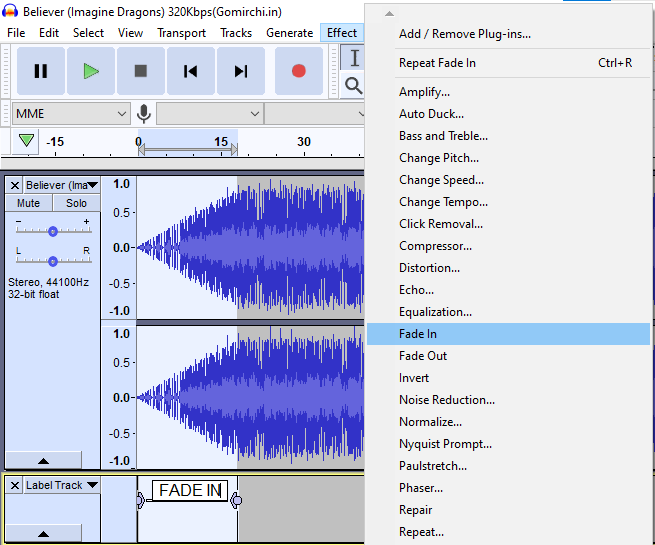 Believer (Imagine Dragons) 320Kbps(Gomirchi.in)
File Edit Select View Transport Tracks Generate Effect
MME
-15 0 15 30
Believer (Ima
Mute Solo
- +
L R
Stereo, 44100Hz
32-bit float
1.0
0.5
0.0
-0.5
-1.0
1.0
0.5
0.0
-0.5
-1.0
Label Track
FADE IN
Add / Remove Plug-ins...
Repeat Fade In Ctrl+R
Amplify...
Auto Duck...
Bass and Treble...
Change Pitch...
Change Speed...
Change Tempo...
Click Removal...
Compressor...
Distortion...
Echo...
Equalization...
Fade In
Fade Out
Invert
Noise Reduction...
Normalize...
Nyquist Prompt...
Paulstretch...
Phaser...
Repair
Repeat...